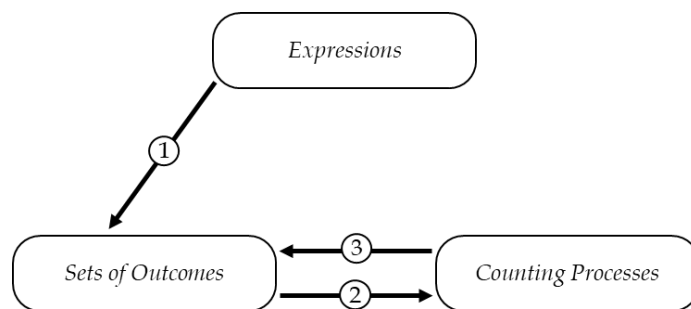 Expressions
1
3
Sets of Outcomes
Counting Processes
2